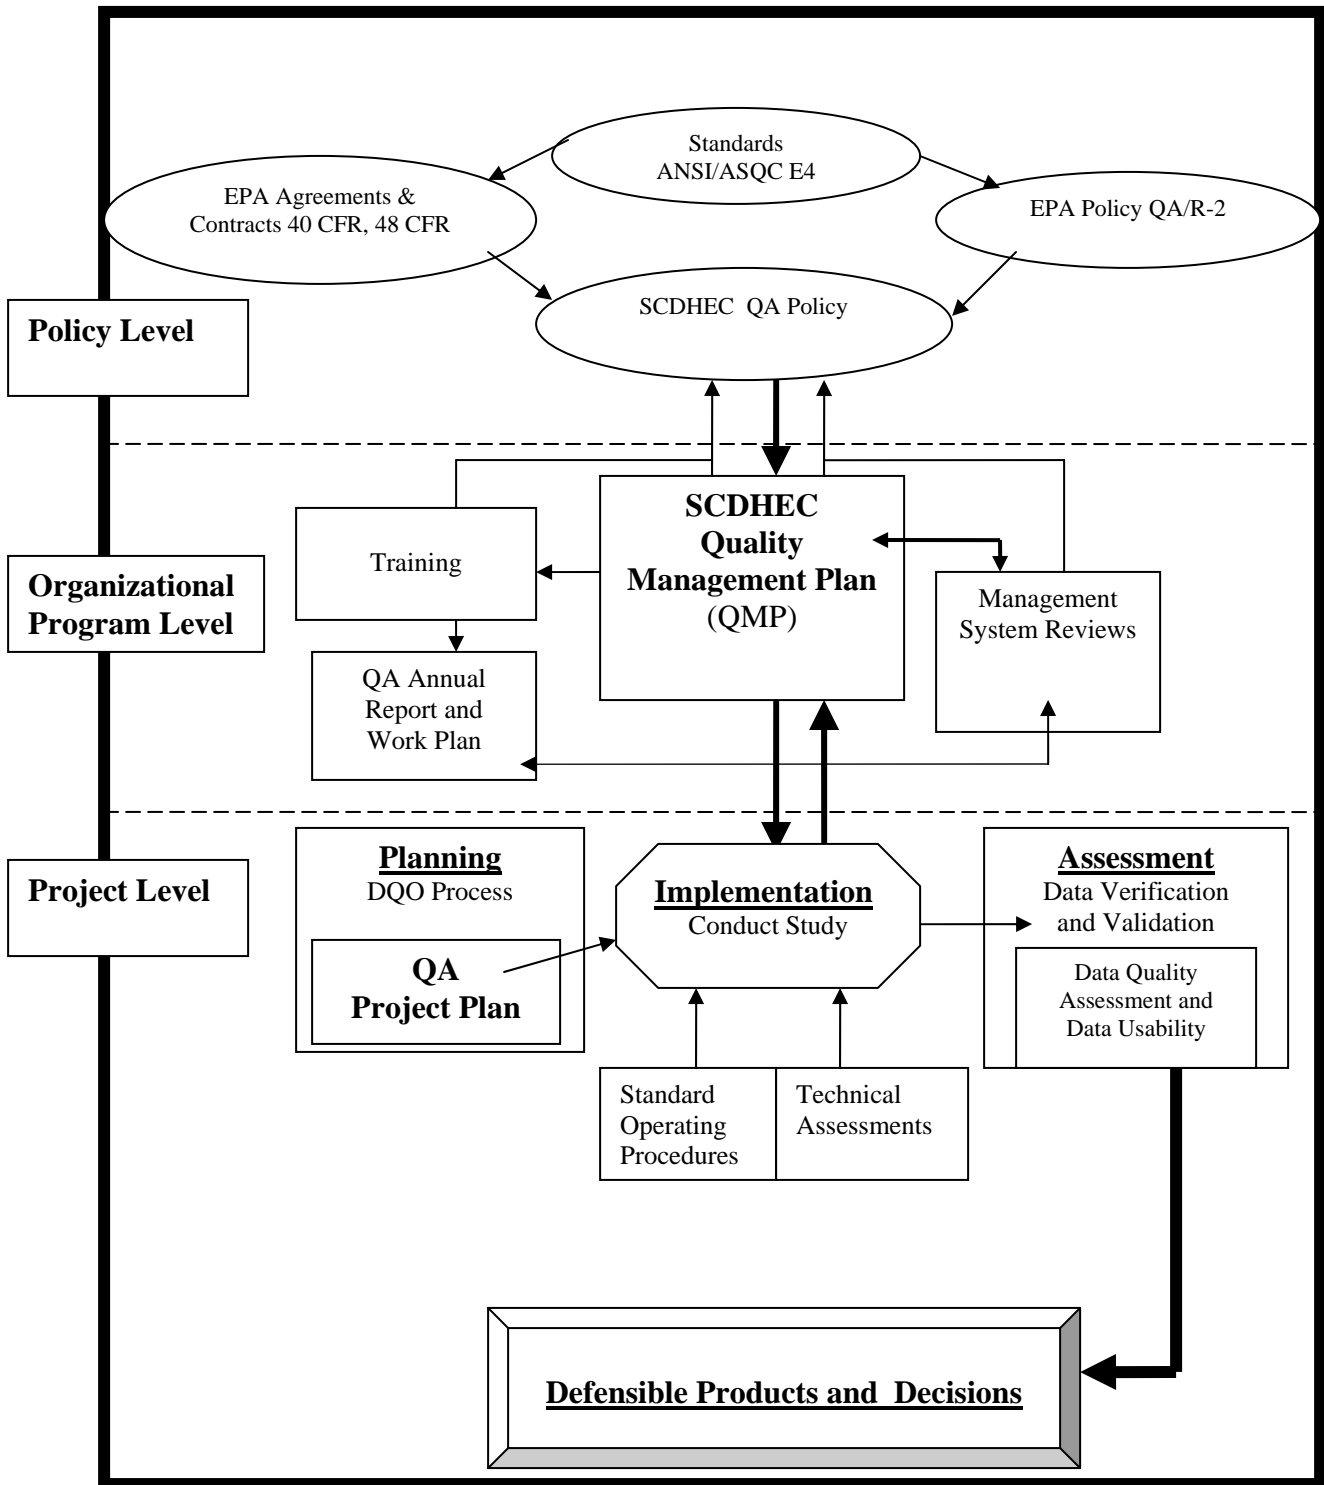 Standards
ANSI/ASQC E4
EPA Agreements &
Contracts 40 CFR, 48 CFR
EPA Policy QA/R-2
SCDHEC  QA Policy
Policy Level
SCDHEC
Quality
Management Plan
(QMP)
Training
Organizational
Program Level
Management
System Reviews
QA Annual
Report and
Work Plan
Project Level
Planning
DQO Process
QA
Project Plan
Implementation
Conduct Study
Assessment
Data Verification
and Validation
Data Quality
Assessment and
Data Usability
Standard
Operating
Procedures
Technical
Assessments
Defensible Products and  Decisions